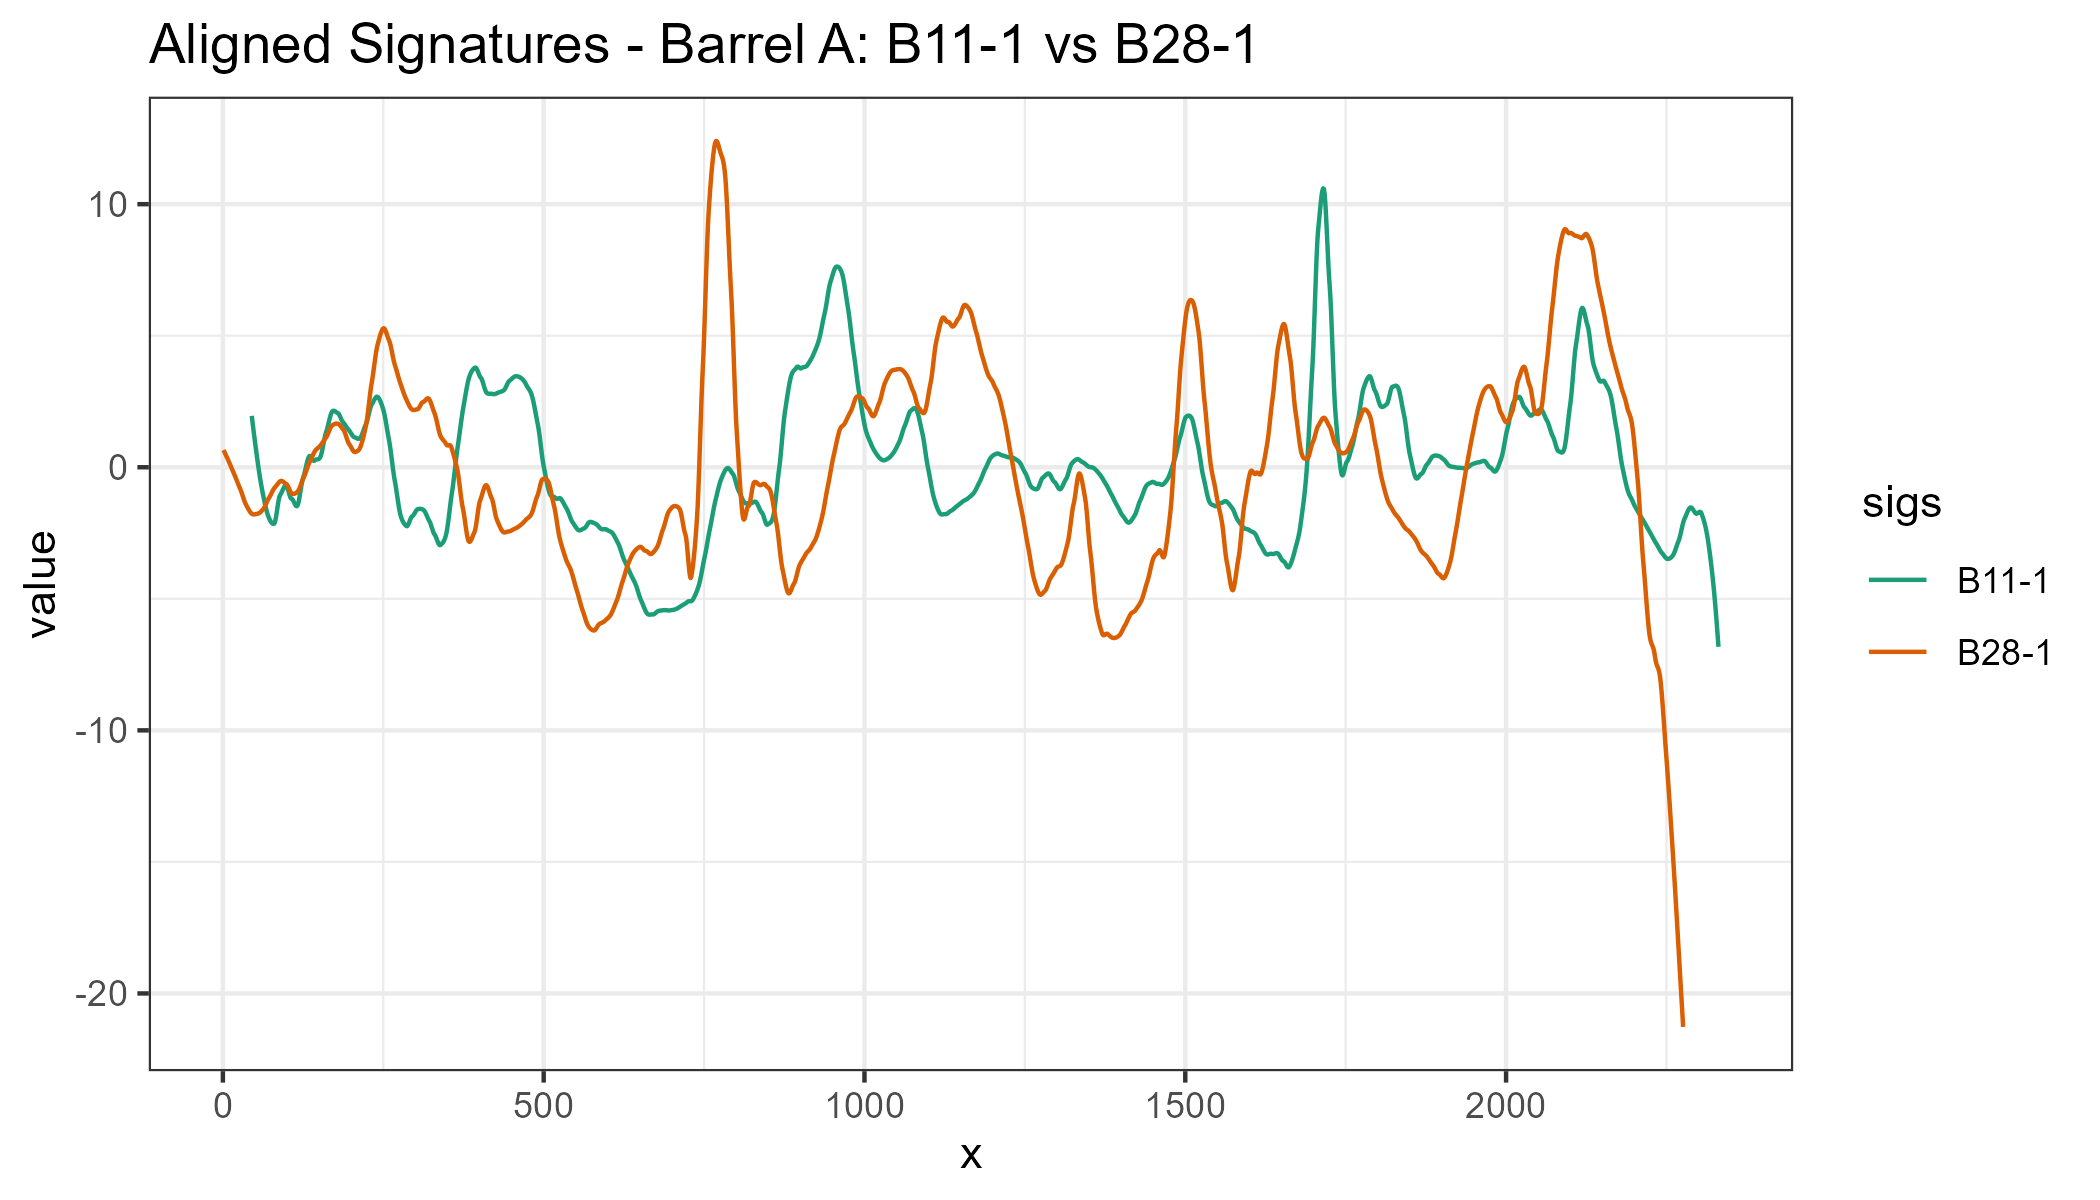 Aligned Signatures - Barrel A: B11-1 vs B28-1
10
0
-10
-20
value
0 500 1000 1500 2000
x
sigs
B11-1
B28-1